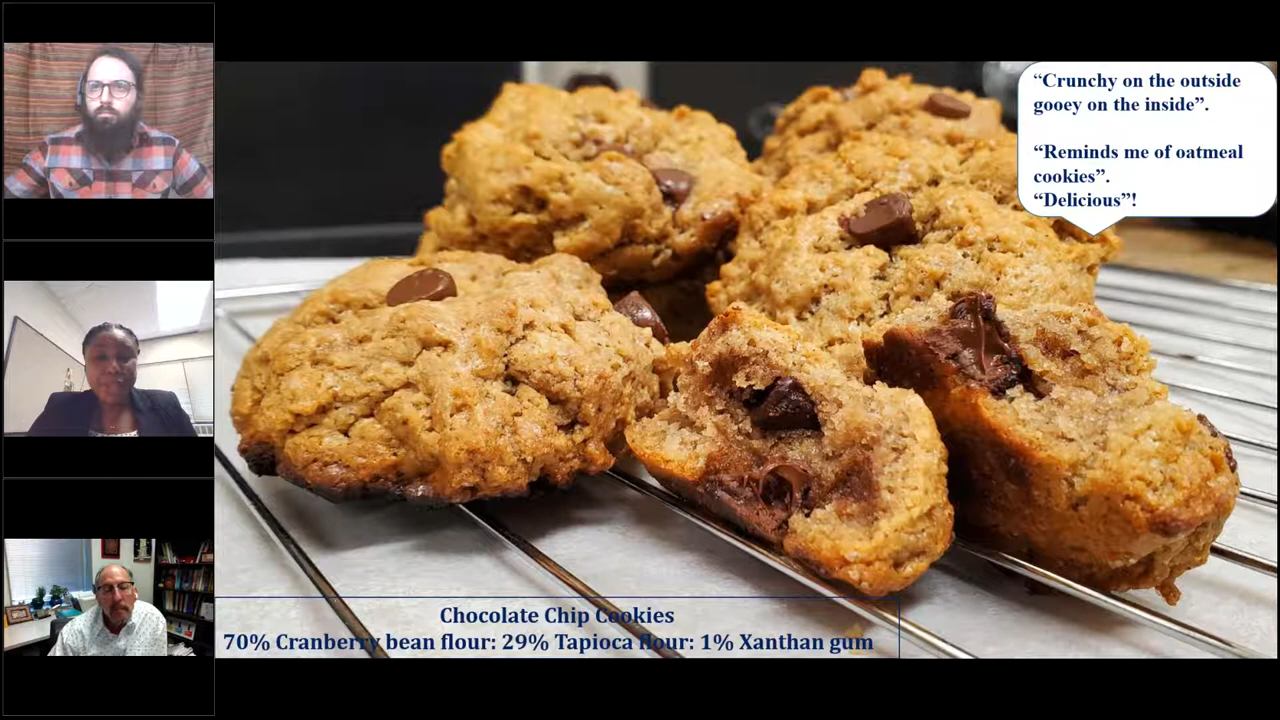 “Crunchy on the outside
gooey on the inside”.
“Reminds me of oatmeal
cookies”.
“Delicious”!
Chocolate Chip Cookies
70% Cranberry bean flour: 29% Tapioca flour: 1% Xanthan gum